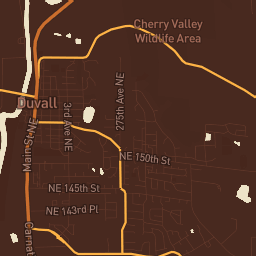 Cherry Valley
Wildlife Area
275th Ave NE
Duvall
3rd Ave NE
Main St NE
NE 150th St
NE 145th St
NE 143rd Pl
Carnat